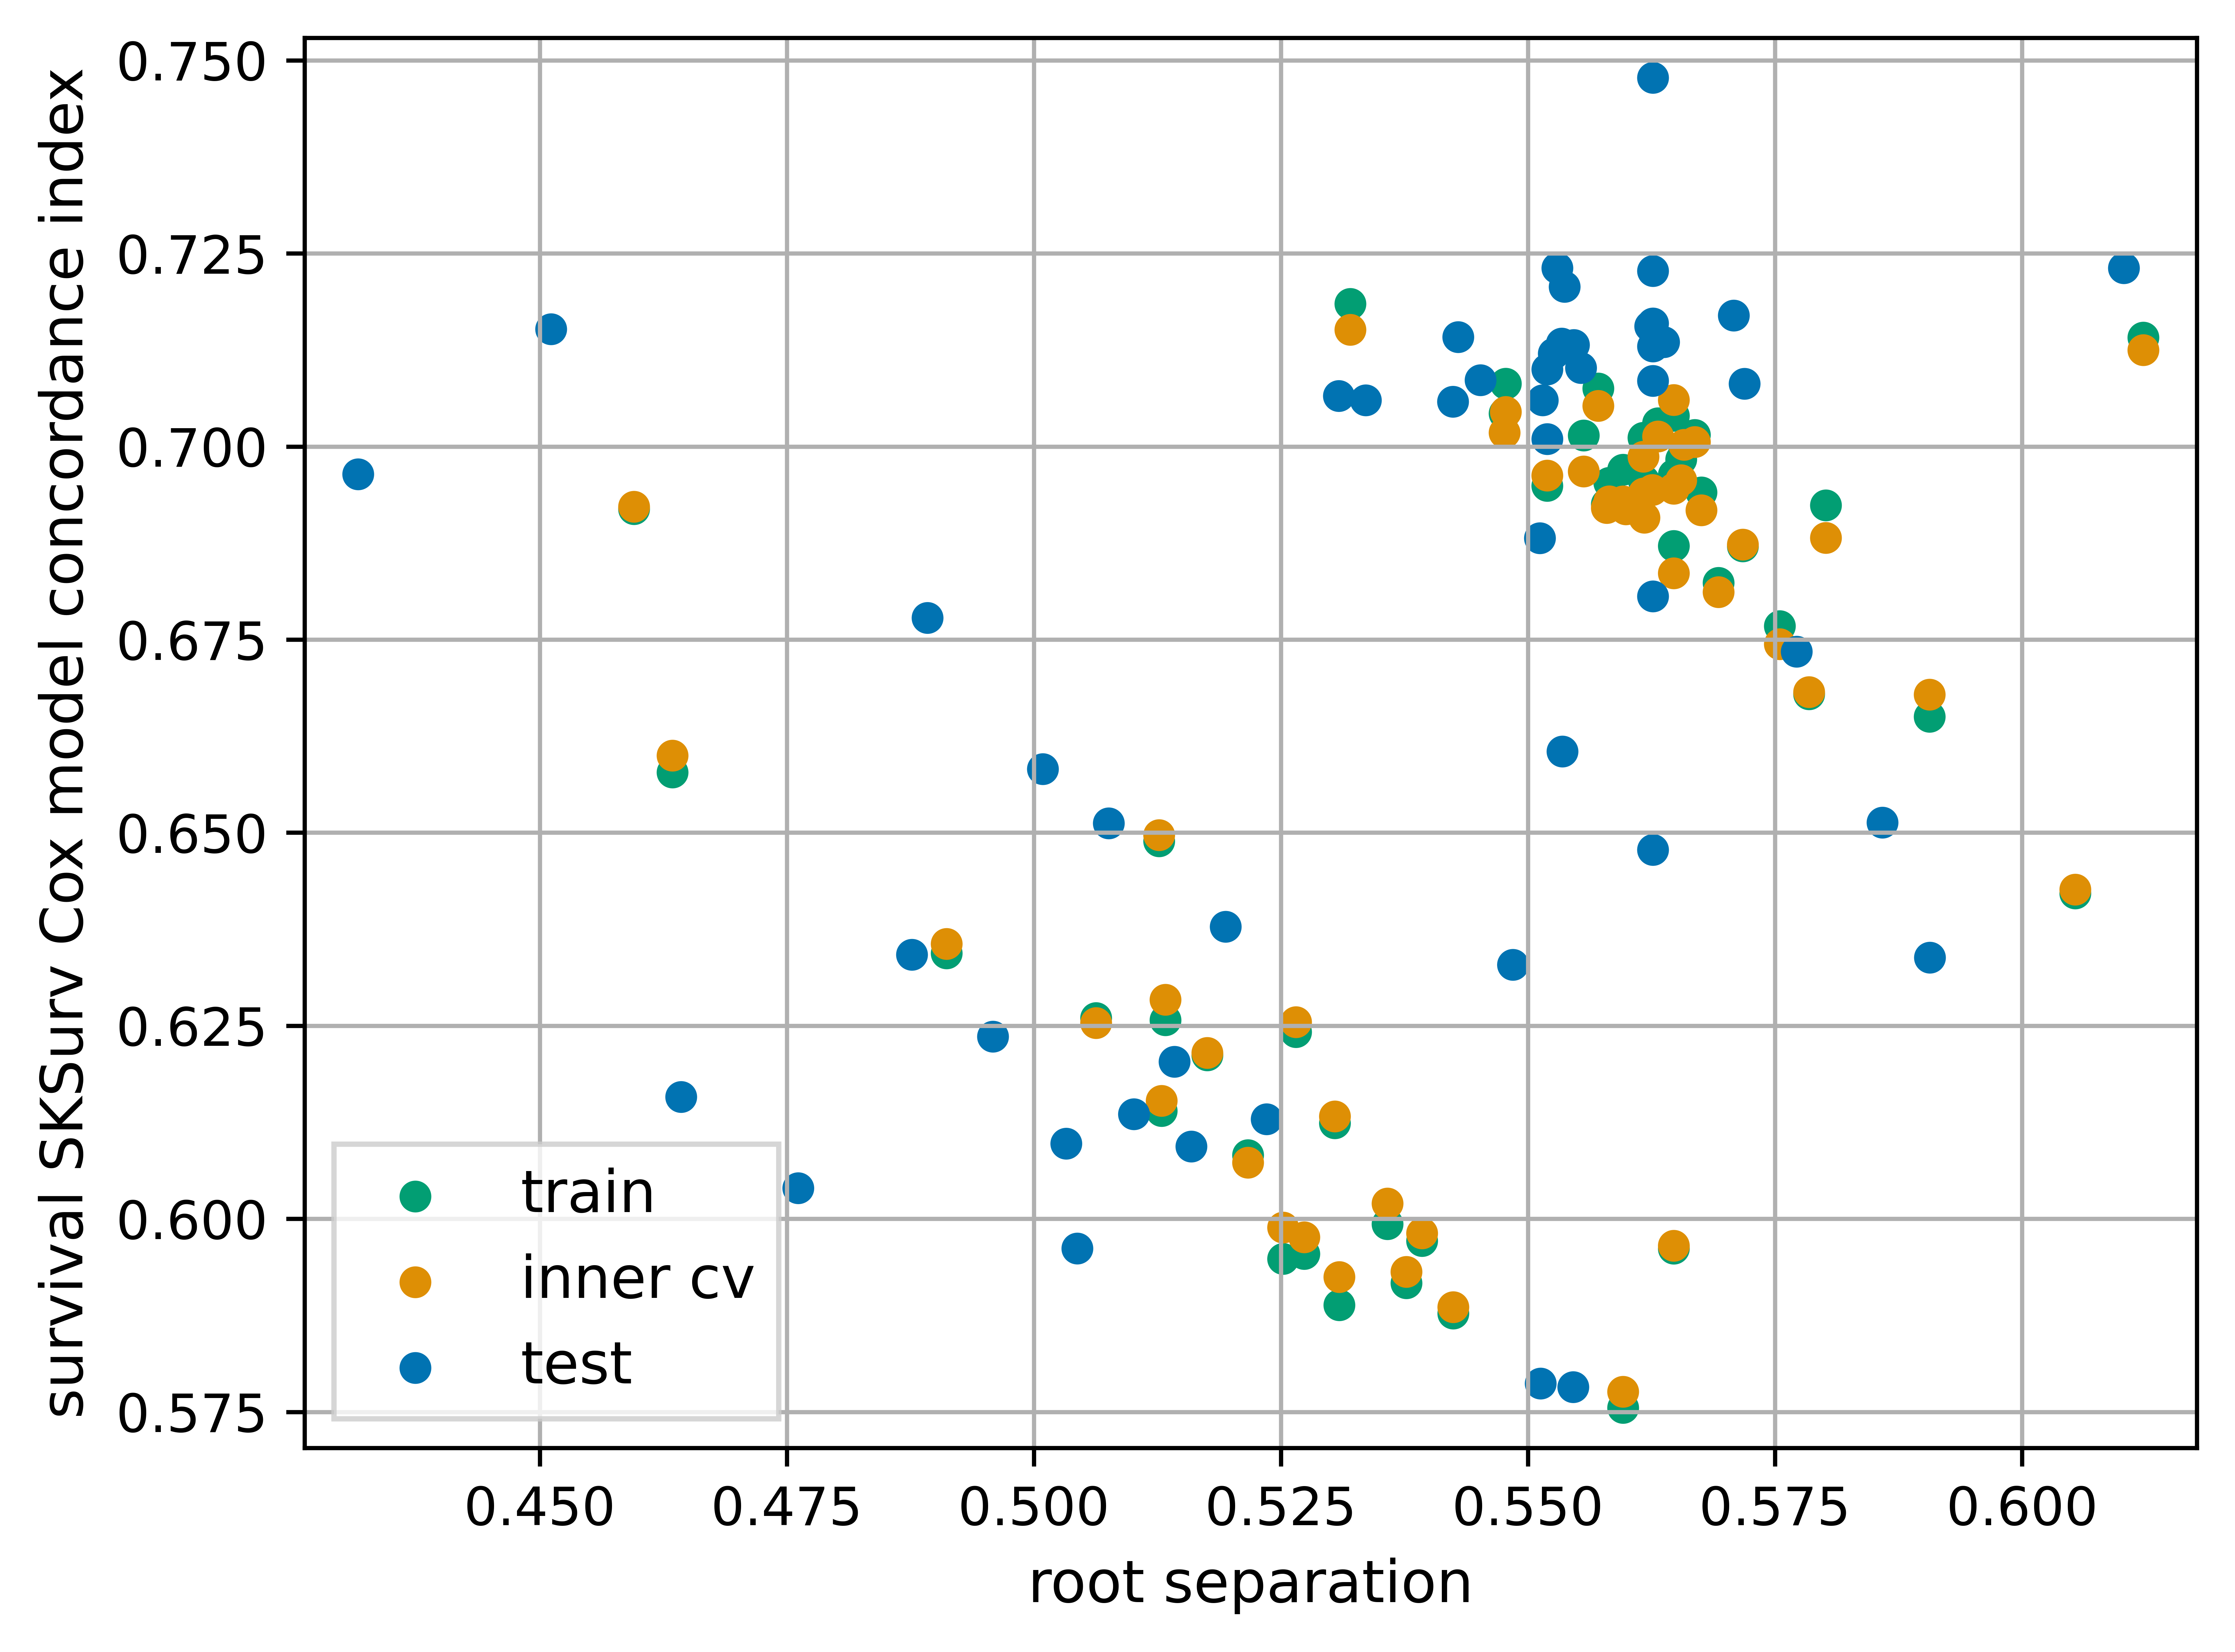 survival SKSurv Cox model concordance index
0.750
0.725
0.700
0.675
0.650
0.625
0.600
0.575
train
inner cv
test
0.450 0.475 0.500 0.525 0.550 0.575 0.600
root separation